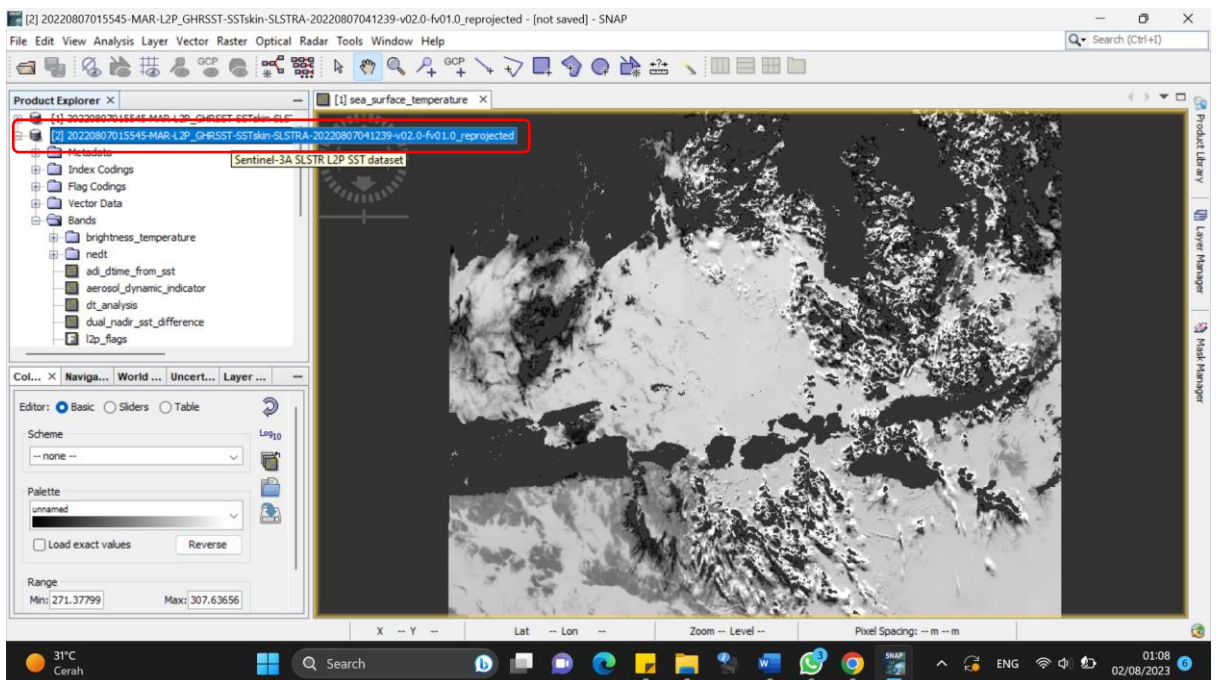 [2] 20220807015545-MAR-L2P_GHRSST-SSTskin-SLSTRA-20220807041239-v02.0-fv01.0_reprojected - [not saved] - SNAP
File Edit View Analysis Layer Vector Raster Optical Radar Tools Window Help
Search (Ctrl+I)
GCP
GCP
Product Explorer
[1] sea_surface_temperature
[1] 20220807015545-MAR-L2P_GHRSST-SSTskin-SLS
[2] 20220807015545-MAR-L2P_GHRSST-SSTskin-SLSTRA-20220807041239-v02.0-fv01.0_reprojected
Metadata
Sentinel-3A SLSTR L2P SST dataset
Index Codings
Flag Codings
Vector Data
Bands
brightness_temperature
nedt
adi_dtime_from_sst
aerosol_dynamic_indicator
dt_analysis
dual_nadir_sst_difference
l2p_flags
Product Library
Layer Manager
Mask Manager
Col... Naviga... World ... Uncert... Layer ...
Editor: Basic Sliders Table
Scheme
Log10
-- none --
Palette
unnamed
Load exact values Reverse
Range
Min: 271.37799 Max: 307.63656
X -- Y -- Lat -- Lon -- Zoom -- Level -- Pixel Spacing: -- m -- m
31°C
Cerah
Search
3
SNAP
ENG
01:08
02/08/2023
6